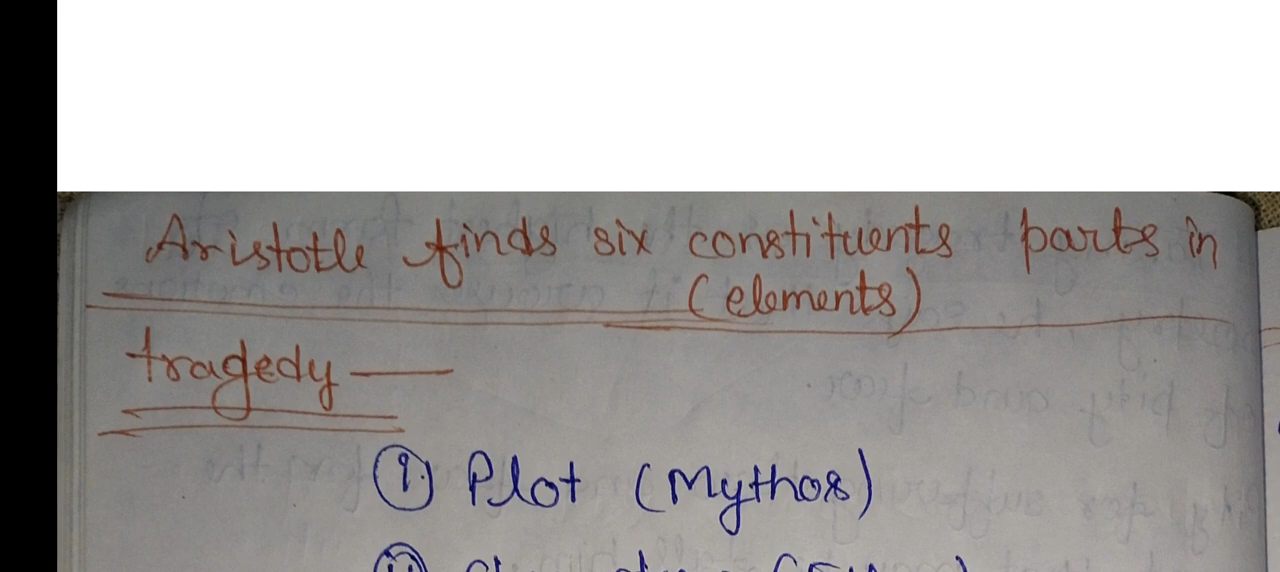 Aristotle finds six constituents parts in
(elements)
tragedy —
(i) Plot (Mythos)